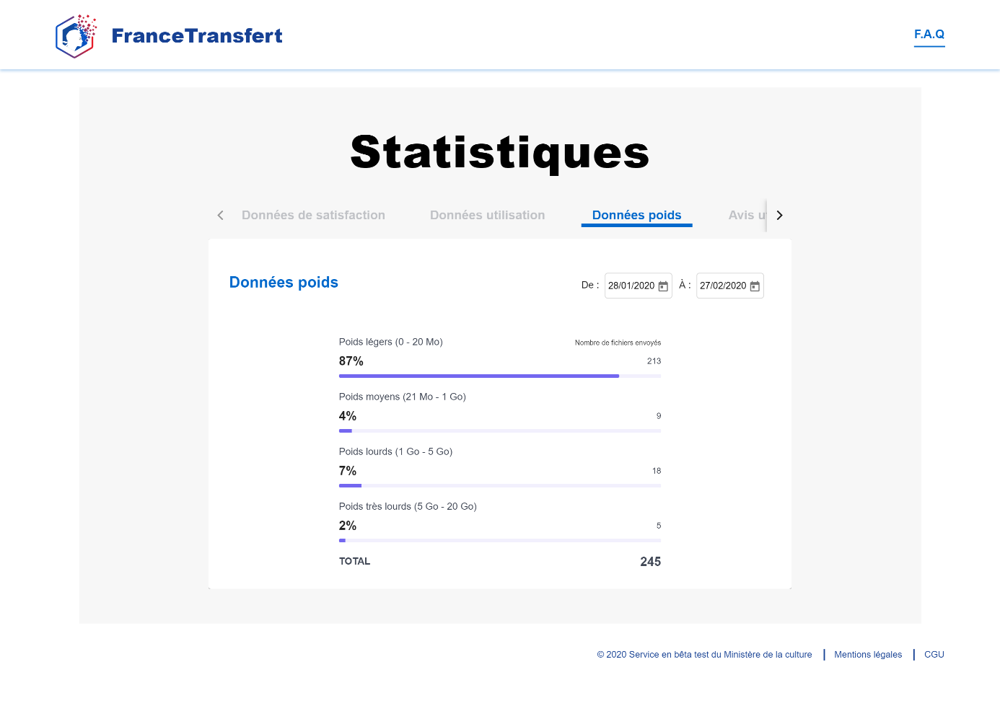 FranceTransfert
F.A.Q
Statistiques
Données de satisfaction
Données utilisation
Données poids
Avis
Données poids
De : 28/01/2020 À : 27/02/2020
Poids légers (0 - 20 Mo)
Nombre de fichiers envoyés
87%
213
Poids moyens (21 Mo - 1 Go)
4%
9
Poids lourds (1 Go - 5 Go)
7%
18
Poids très lourds (5 Go - 20 Go)
2%
5
TOTAL
245
© 2020 Service en bêta test du Ministère de la culture | Mentions légales | CGU